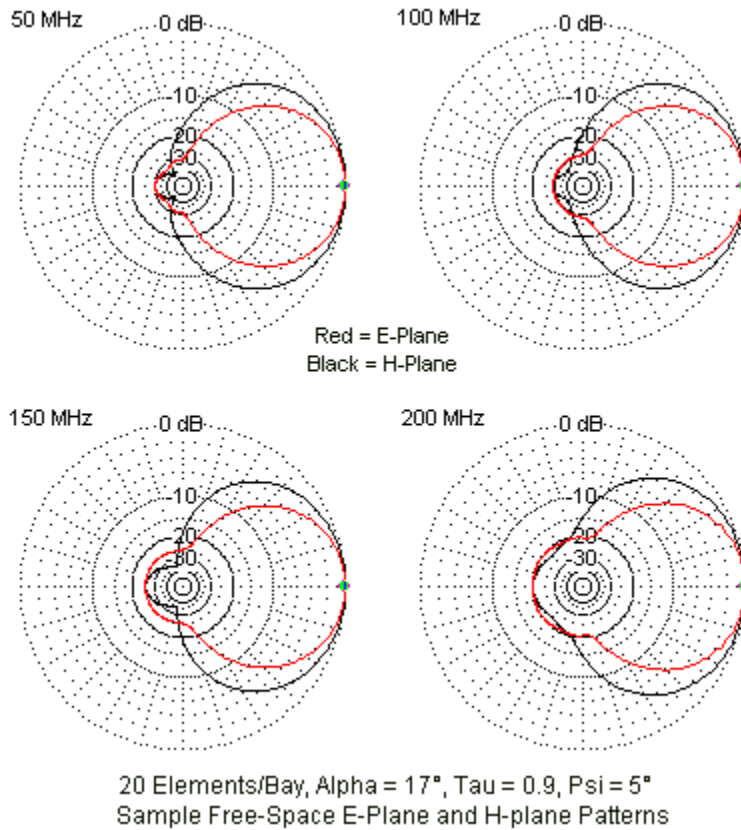 50 MHz
0 dB
10
20
30
100 MHz
0 dB
10
20
30
Red = E-Plane
Black = H-Plane
150 MHz
0 dB
10
20
30
200 MHz
0 dB
10
20
30
20 Elements/Bay, Alpha = 17°, Tau = 0.9, Psi = 5°
Sample Free-Space E-Plane and H-plane Patterns